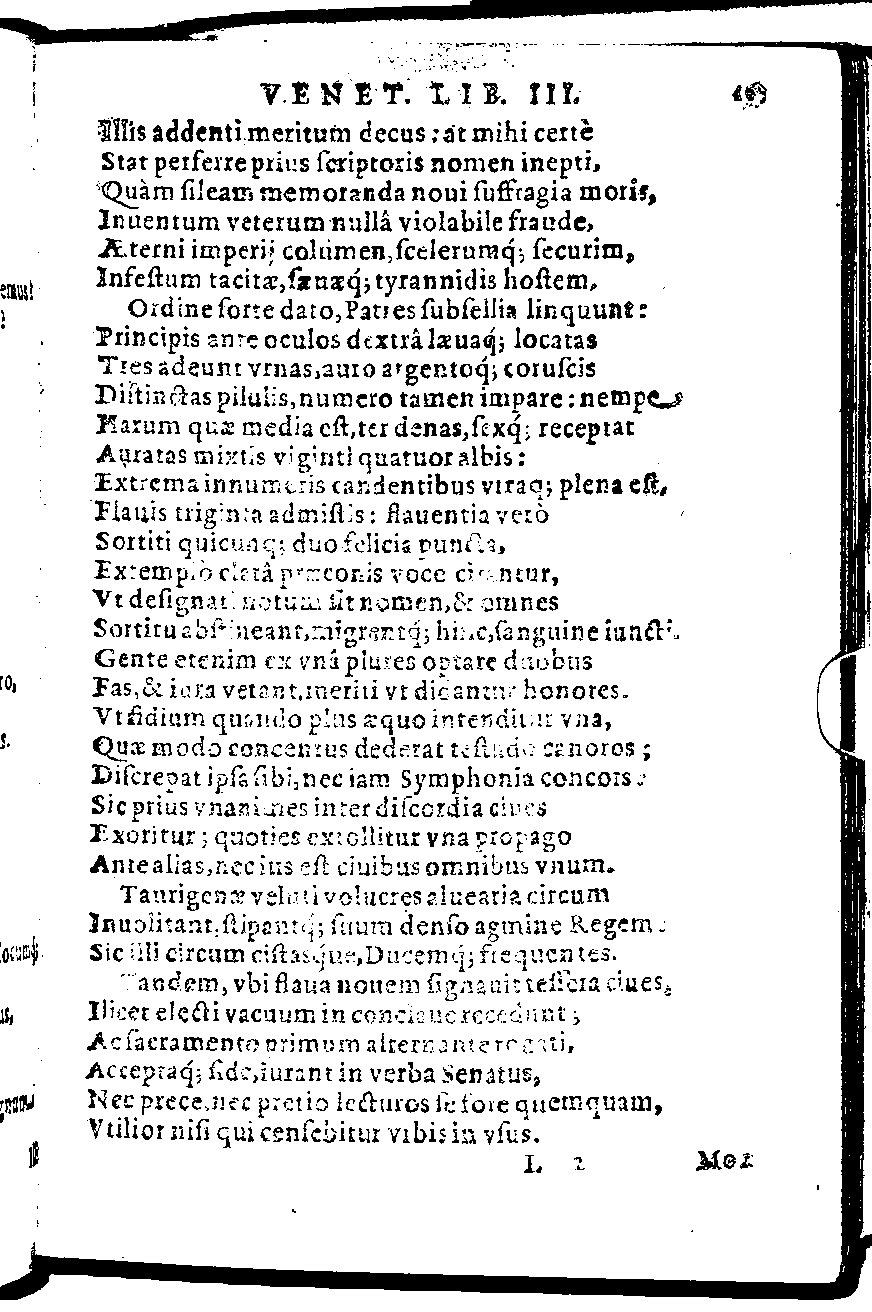 VENET. LIB. III.
Illis addenti meritum decus: at mihi certè
Stat perferre prius ſcriptoris nomen inepti,
Quàm ſileam memoranda noui ſuffragia moris,
Inuentum veterum nullâ violabile fraude,
Æterni imperij columen, ſcelerumq́; ſecurim,
Infeſtum tacitæ, ſæuæq́; tyrannidis hoſtem.
Ordine ſorte dato, Patres ſubſellia linquunt:
Principis ante oculos dextrâ læuaq́; locatas
Tres adeunt vrnas, auro argentoq́; coruſcis
Diſtinctas pilulis, numero tamen impare: nempe
Harum quæ media eſt, ter denas, ſexq́; receptat
Auratas mixtis viginti quatuor albis:
Extrema innumeris candentibus vtraq; plena eſt,
Flauis triginta admiſtis: flauentia verò
Sortiti quicunq; duo felicia puncta,
Extemplò clarâ præconis voce cientur,
Vt deſignati notum ſit nomen, & omnes
Sortitu abſtineant, migrentq́; hinc, ſanguine iuncti.
Gente etenim ex vnâ plures optare duobus
Fas, & iura vetant, meriti vt dicantur honores.
Vt fidium quando plus æquo intenditur vna,
Quæ modo concentus dederat teſtudo canoros;
Diſcrepat ipſa ſibi, nec iam Symphonia concors:
Sic prius vnanimes inter diſcordia ciues
Exoritur; quoties extollitur vna propago
Ante alias, nec ius eſt ciuibus omnibus vnum.
Taurigenæ veluti volucres aluearia circum
Inuolitant, ſtipantq́; ſuum denſo agmine Regem:
Sic illi circum ciſtasq́ue, Ducemq́; frequentes.
Tandem, vbi flaua nouem ſignauit teſſera ciues,
Ilicet electi vacuum in conclaue recedunt;
Ac ſacramento primum alternante rogati,
Acceptaq́; fide, iurant in verba Senatus,
Nec prece, nec pretio lecturos ſe fore quemquam,
Vtilior niſi qui cenſebitur vrbis in vſus.
L 2 Mox